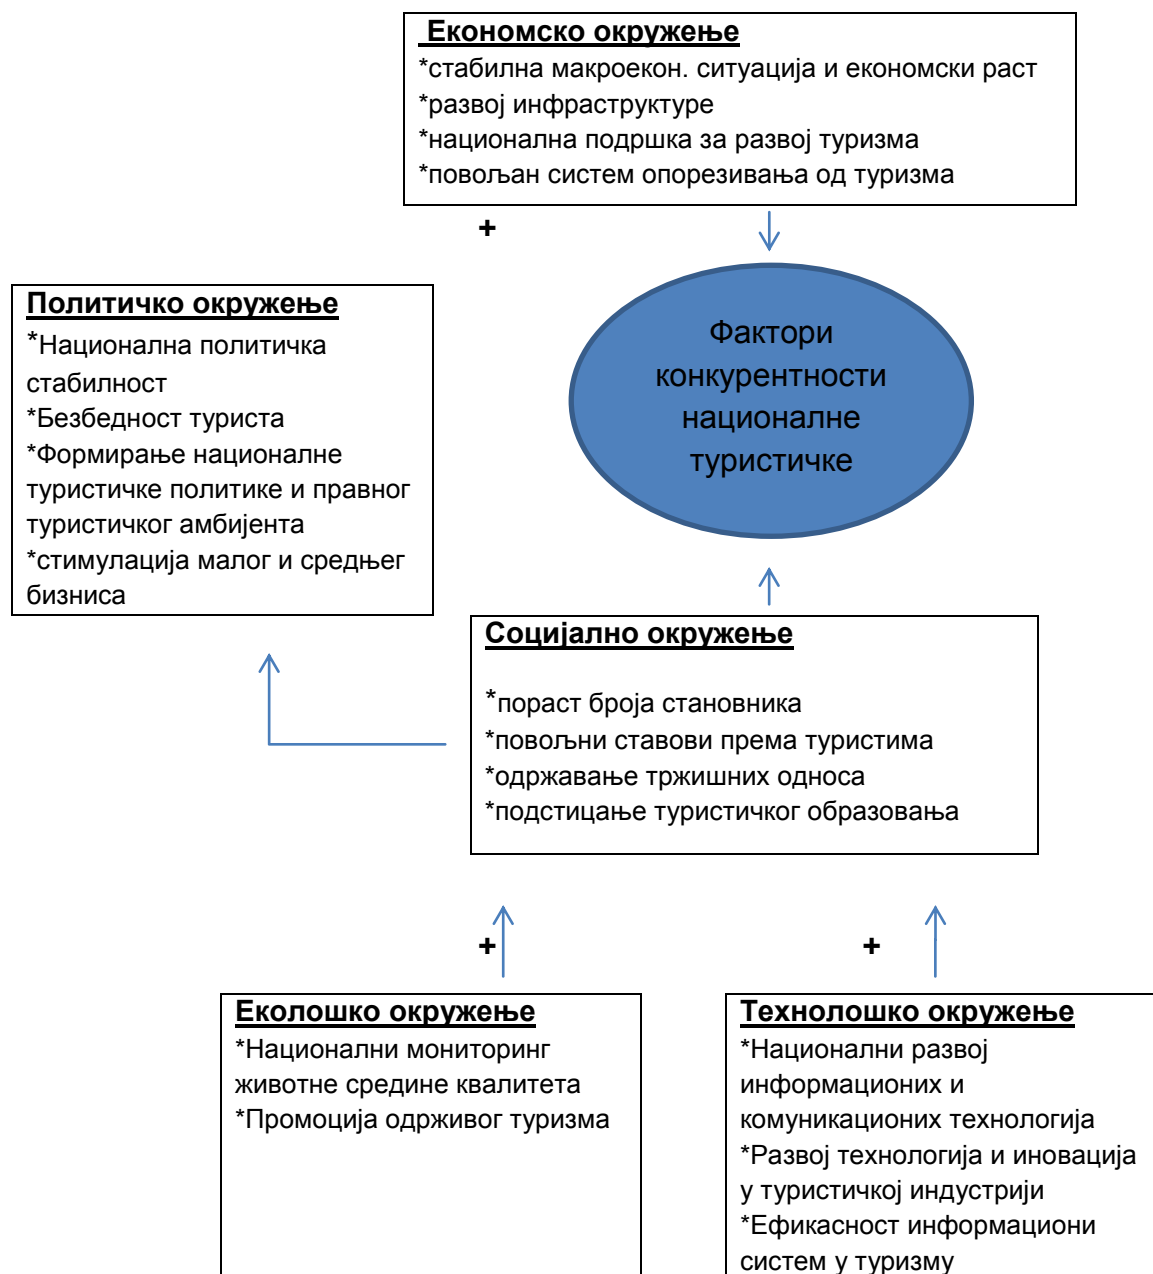 Економско окружење
*стабилна макроекон. ситуација и економски раст
*развој инфраструктуре
*национална подршка за развој туризма
*повољан систем опорезивања од туризма
+
Политичко окружење
*Национална политичка
стабилност
*Безбедност туриста
*Формирање националне
туристичке политике и правног
туристичког амбијента
*стимулација малог и средњег
бизниса
Фактори
конкурентности
националне
туристичке
Социјално окружење
*пораст броја становника
*повољни ставови према туристима
*одржавање тржишних односа
*подстицање туристичког образовања
+
+
Еколошко окружење
*Национални мониторинг
животне средине квалитета
*Промоција одрживог туризма
Технолошко окружење
*Национални развој
информационих и
комуникационих технологија
*Развој технологија и иновација
у туристичкој индустрији
*Ефикасност информациони
систем у туризму